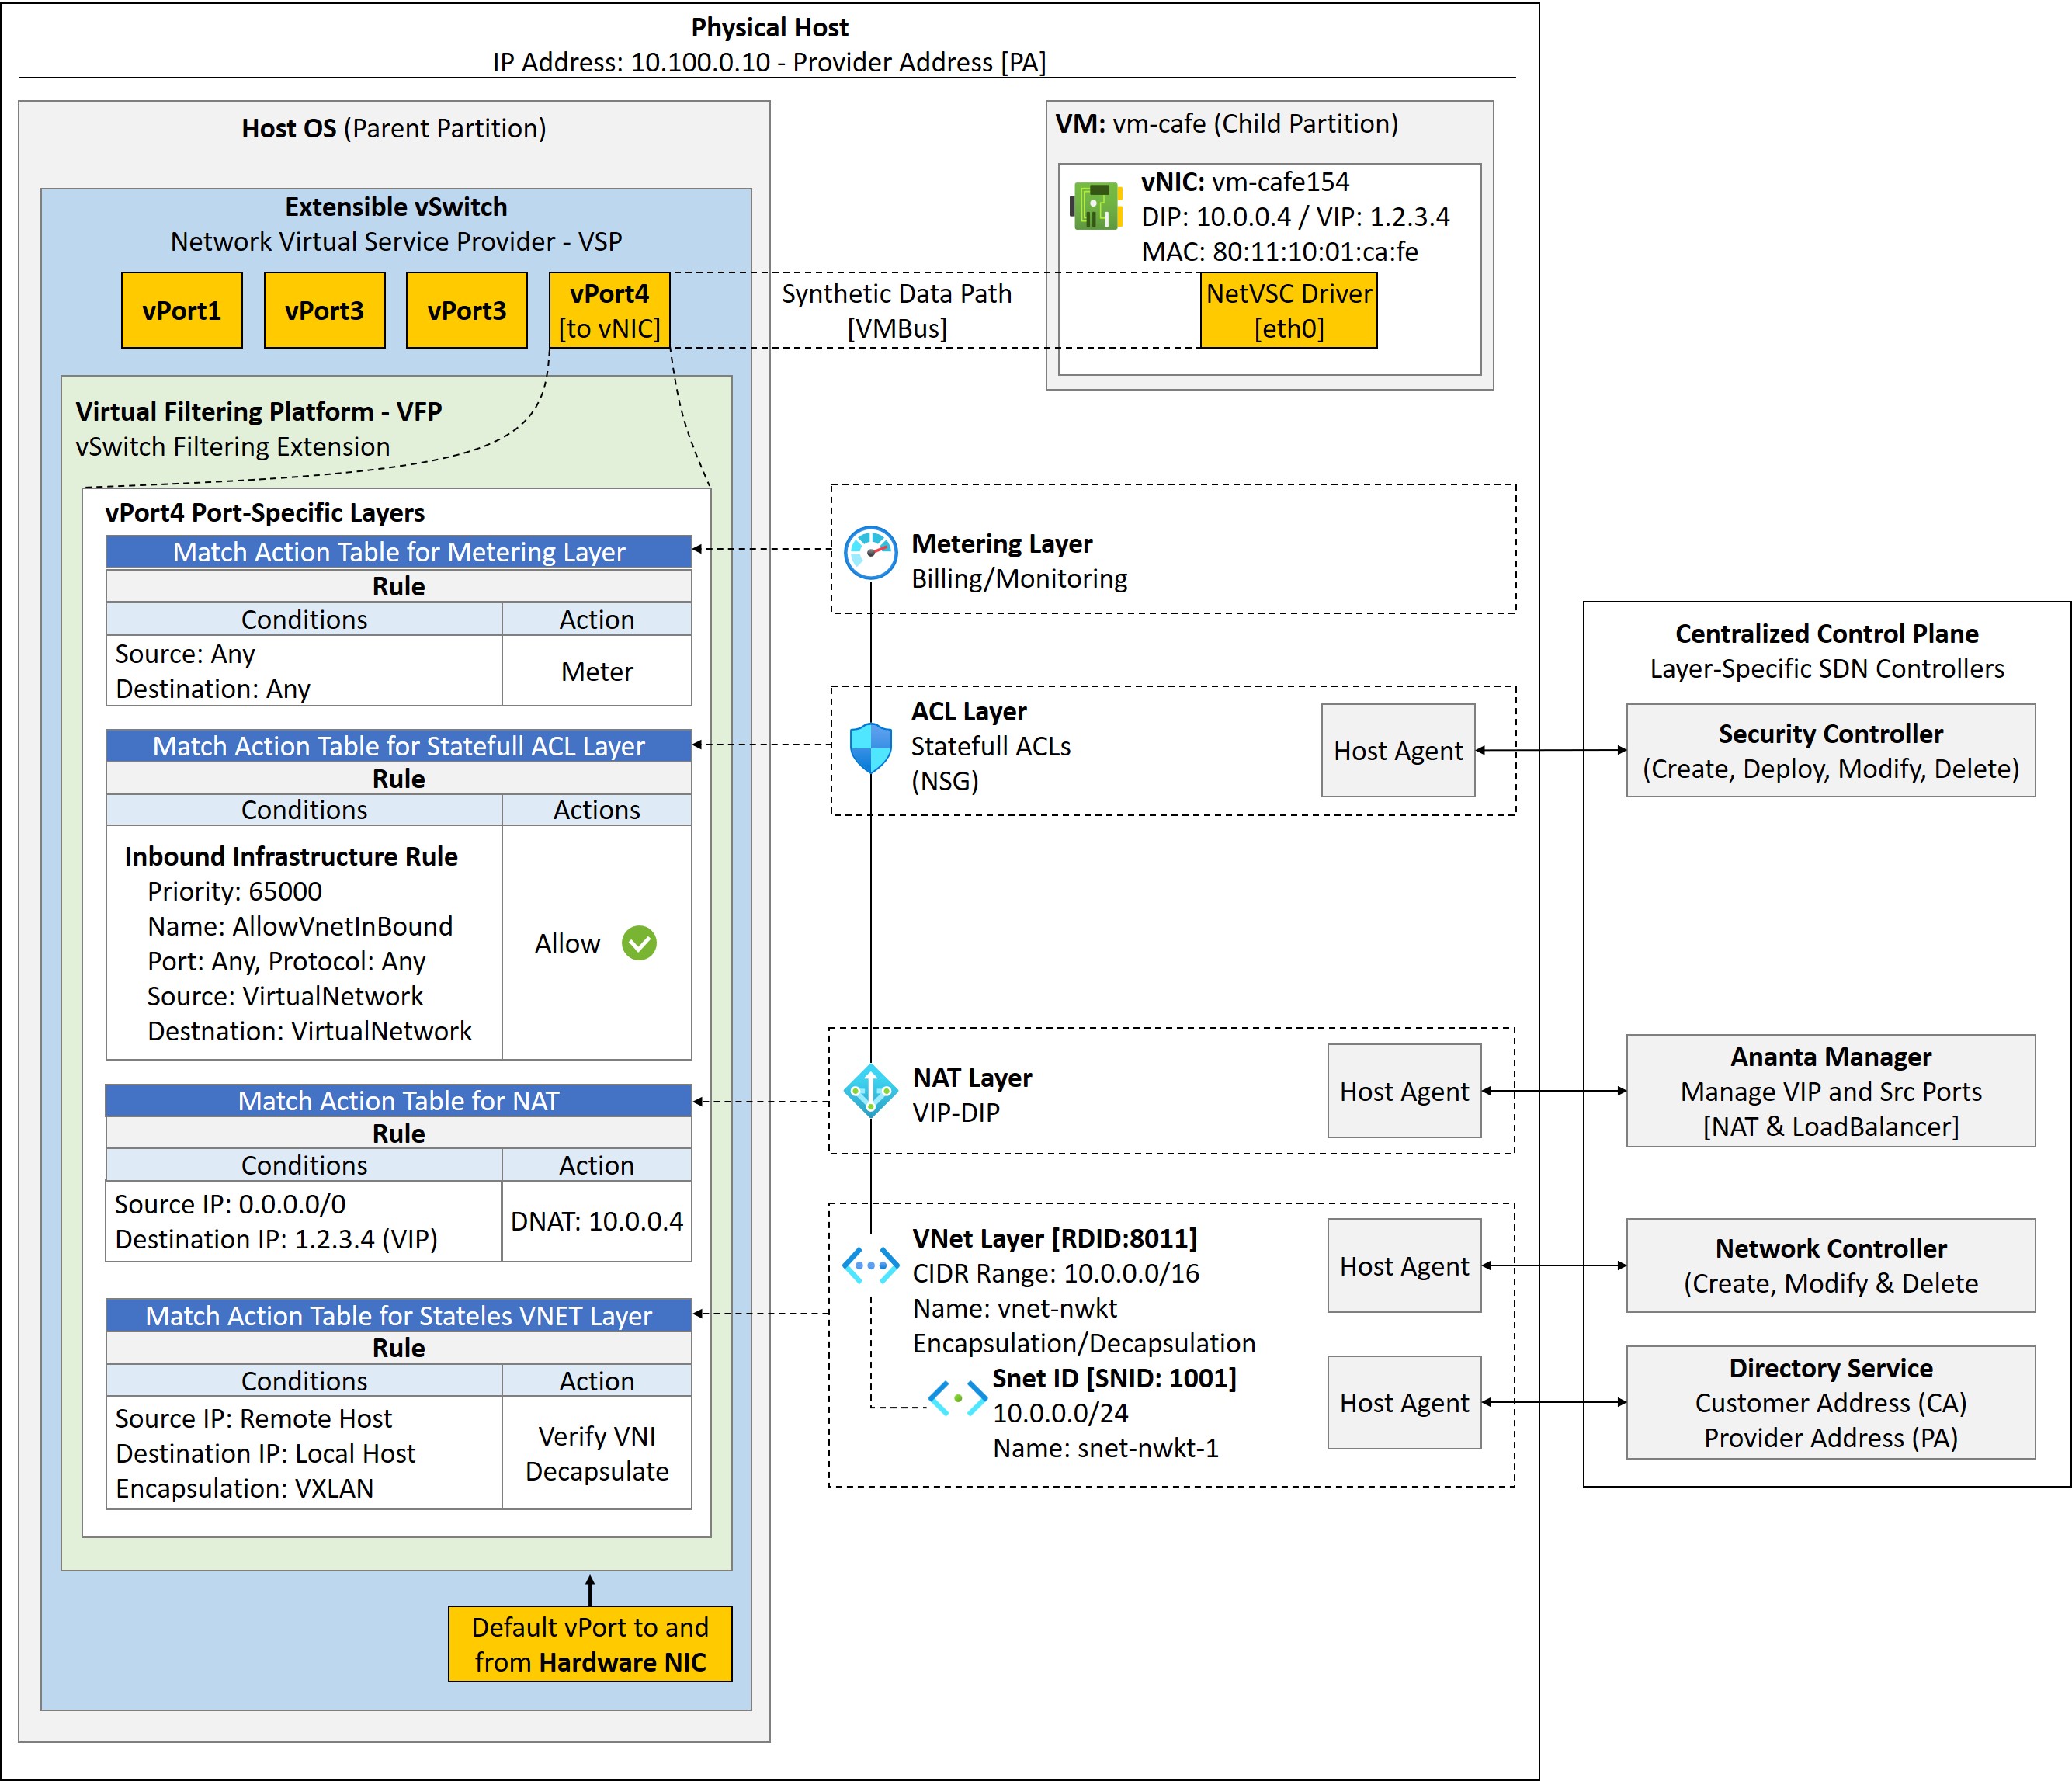 Physical Host
IP Address: 10.100.0.10 - Provider Address [PA]
Host OS (Parent Partition)
Extensible vSwitch
Network Virtual Service Provider - VSP
vPort1
vPort3
vPort3
vPort4
[to vNIC]
Synthetic Data Path
[VMBus]
VM: vm-cafe (Child Partition)
vNIC: vm-cafe154
DIP: 10.0.0.4 / VIP: 1.2.3.4
MAC: 80:11:10:01:ca:fe
NetVSC Driver
[eth0]
Virtual Filtering Platform - VFP
vSwitch Filtering Extension
vPort4 Port-Specific Layers
Match Action Table for Metering Layer
Rule
Conditions
Action
Source: Any
Destination: Any
Meter
Match Action Table for Statefull ACL Layer
Rule
Conditions
Actions
Inbound Infrastructure Rule
Priority: 65000
Name: AllowVnetInBound
Port: Any, Protocol: Any
Source: VirtualNetwork
Destnation: VirtualNetwork
Allow
Match Action Table for NAT
Rule
Conditions
Action
Source IP: 0.0.0.0/0
Destination IP: 1.2.3.4 (VIP)
DNAT: 10.0.0.4
Match Action Table for Stateles VNET Layer
Rule
Conditions
Action
Source IP: Remote Host
Destination IP: Local Host
Encapsulation: VXLAN
Verify VNI
Decapsulate
Default vPort to and
from Hardware NIC
Metering Layer
Billing/Monitoring
ACL Layer
Statefull ACLs
(NSG)
Host Agent
NAT Layer
VIP-DIP
Host Agent
VNet Layer [RDID:8011]
CIDR Range: 10.0.0.0/16
Name: vnet-nwkt
Encapsulation/Decapsulation
Host Agent
Snet ID [SNID: 1001]
10.0.0.0/24
Name: snet-nwkt-1
Host Agent
Centralized Control Plane
Layer-Specific SDN Controllers
Security Controller
(Create, Deploy, Modify, Delete)
Ananta Manager
Manage VIP and Src Ports
[NAT & LoadBalancer]
Network Controller
(Create, Modify & Delete
Directory Service
Customer Address (CA)
Provider Address (PA)